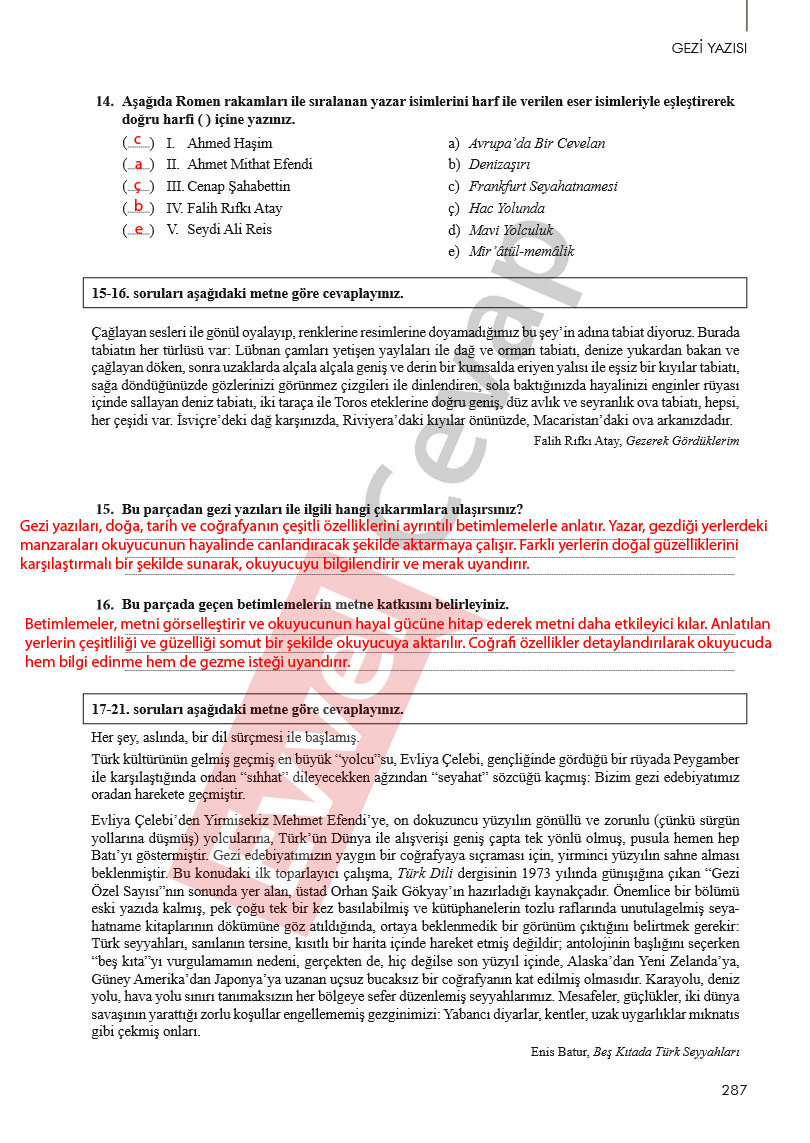 GEZİ YAZISI
14. Aşağıda Romen rakamları ile sıralanan yazar isimlerini harf ile verilen eser isimleriyle eşleştirerek
doğru harfi ( ) içine yazınız.
(c) I. Ahmed Haşim
(a) II. Ahmet Mithat Efendi
(ç) III. Cenap Şahabettin
(b) IV. Falih Rıfkı Atay
(e) V. Seydi Ali Reis
a) Avrupa’da Bir Cevelan
b) Denizaşırı
c) Frankfurt Seyahatnamesi
ç) Hac Yolunda
d) Mavi Yolculuk
e) Mir’âtül-memâlik
15-16. soruları aşağıdaki metne göre cevaplayınız.
Çağlayan sesleri ile gönül oyalayıp, renklerine resimlerine doyamadığımız bu şey’in adına tabiat diyoruz. Burada
tabiatın her türlüsü var: Lübnan çamları yetişen yaylaları ile dağ ve orman tabiatı, denize yukardan bakan ve
çağlayan döken, sonra uzaklarda alçala alçala geniş ve derin bir kumsalda eriyen yalısı ile eşsiz bir kıyılar tabiatı,
sağa döndüğünüzde gözlerinizi görünmez çizgileri ile dinlendiren, sola baktığınızda hayalinizi enginler rüyası
içinde sallayan deniz tabiatı, iki taraça ile Toros eteklerine doğru geniş, düz avlık ve seyranlık ova tabiatı, hepsi,
her çeşidi var. İsviçre’deki dağ karşınızda, Riviyera’daki kıyılar önünüzde, Macaristan’daki ova arkanızdadır.
Falih Rıfkı Atay, Gezerek Gördüklerim
15. Bu parçadan gezi yazıları ile ilgili hangi çıkarımlara ulaşırsınız?
Gezi yazıları, doğa, tarih ve coğrafyanın çeşitli özelliklerini ayrıntılı betimlemelerle anlatır. Yazar, gezdiği yerlerdeki
manzaraları okuyucunun hayalinde canlandıracak şekilde aktarmaya çalışır. Farklı yerlerin doğal güzelliklerini
karşılaştırmalı bir şekilde sunarak, okuyucuyu bilgilendirir ve merak uyandırır.
16. Bu parçada geçen betimlemelerin metne katkısını belirleyiniz.
Betimlemeler, metni görselleştirir ve okuyucunun hayal gücüne hitap ederek metni daha etkileyici kılar. Anlatılan
yerlerin çeşitliliği ve güzelliği somut bir şekilde okuyucuya aktarılır. Coğrafi özellikler detaylandırılarak okuyucuda
hem bilgi edinme hem de gezme isteği uyandırır.
17-21. soruları aşağıdaki metne göre cevaplayınız.
Her şey, aslında, bir dil sürçmesi ile başlamış.
Türk kültürünün gelmiş geçmiş en büyük “yolcu”su, Evliya Çelebi, gençliğinde gördüğü bir rüyada Peygamber
ile karşılaştığında ondan “sıhhat” dileyecekken ağzından “seyahat” sözcüğü kaçmış: Bizim gezi edebiyatımız
oradan harekete geçmiştir.
Evliya Çelebi’den Yirmisekiz Mehmet Efendi’ye, on dokuzuncu yüzyılın gönüllü ve zorunlu (çünkü sürgün
yollarına düşmüş) yolcularına, Türk’ün Dünya ile alışverişi geniş çapta tek yönlü olmuş, pusula hemen hep
Batı’yı göstermiştir. Gezi edebiyatımızın yaygın bir coğrafyaya sıçraması için, yirminci yüzyılın sahne alması
beklenmiştir. Bu konudaki ilk toparlayıcı çalışma, Türk Dili dergisinin 1973 yılında günışığına çıkan “Gezi
Özel Sayısı”nın sonunda yer alan, üstad Orhan Şaik Gökyay’ın hazırladığı kaynakçadır. Önemlice bir bölümü
eski yazıda kalmış, pek çoğu tek bir kez basılabilmiş ve kütüphanelerin tozlu raflarında unutulagelmiş seya-
hatname kitaplarının dökümüne göz atıldığında, ortaya beklenmedik bir görünüm çıktığını belirtmek gerekir:
Türk seyyahları, sanılanın tersine, kısıtlı bir harita içinde hareket etmiş değildir; antolojinin başlığını seçerken
“beş kıta”yı vurgulamamın nedeni, gerçekten de, hiç değilse son yüzyıl içinde, Alaska’dan Yeni Zelanda’ya,
Güney Amerika’dan Japonya’ya uzanan uçsuz bucaksız bir coğrafyanın kat edilmiş olmasıdır. Karayolu, deniz
yolu, hava yolu sınırı tanımaksızın her bölgeye sefer düzenlemiş seyyahlarımız. Mesafeler, güçlükler, iki dünya
savaşının yarattığı zorlu koşullar engellememiş gezginimizi: Yabancı diyarlar, kentler, uzak uygarlıklar mıknatıs
gibi çekmiş onları.
Enis Batur, Beş Kıtada Türk Seyyahları
287
Evvel Cevap